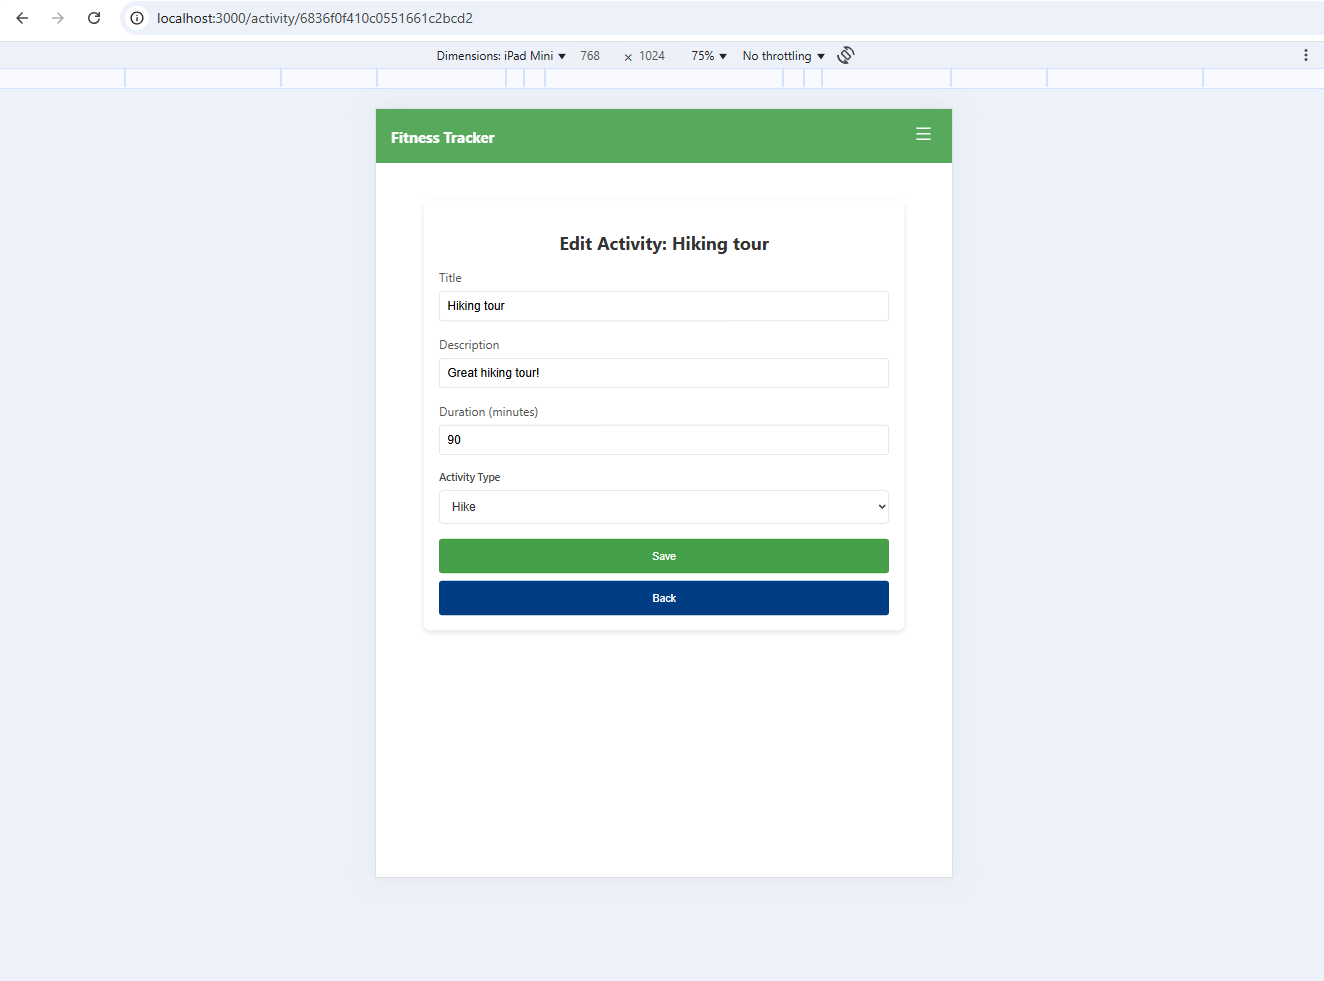 localhost:3000/activity/6836f0f410c0551661c2bcd2
Dimensions: iPad Mini 768 × 1024 75% No throttling
Fitness Tracker
Edit Activity: Hiking tour
Title
Hiking tour
Description
Great hiking tour!
Duration (minutes)
90
Activity Type
Hike
Save
Back